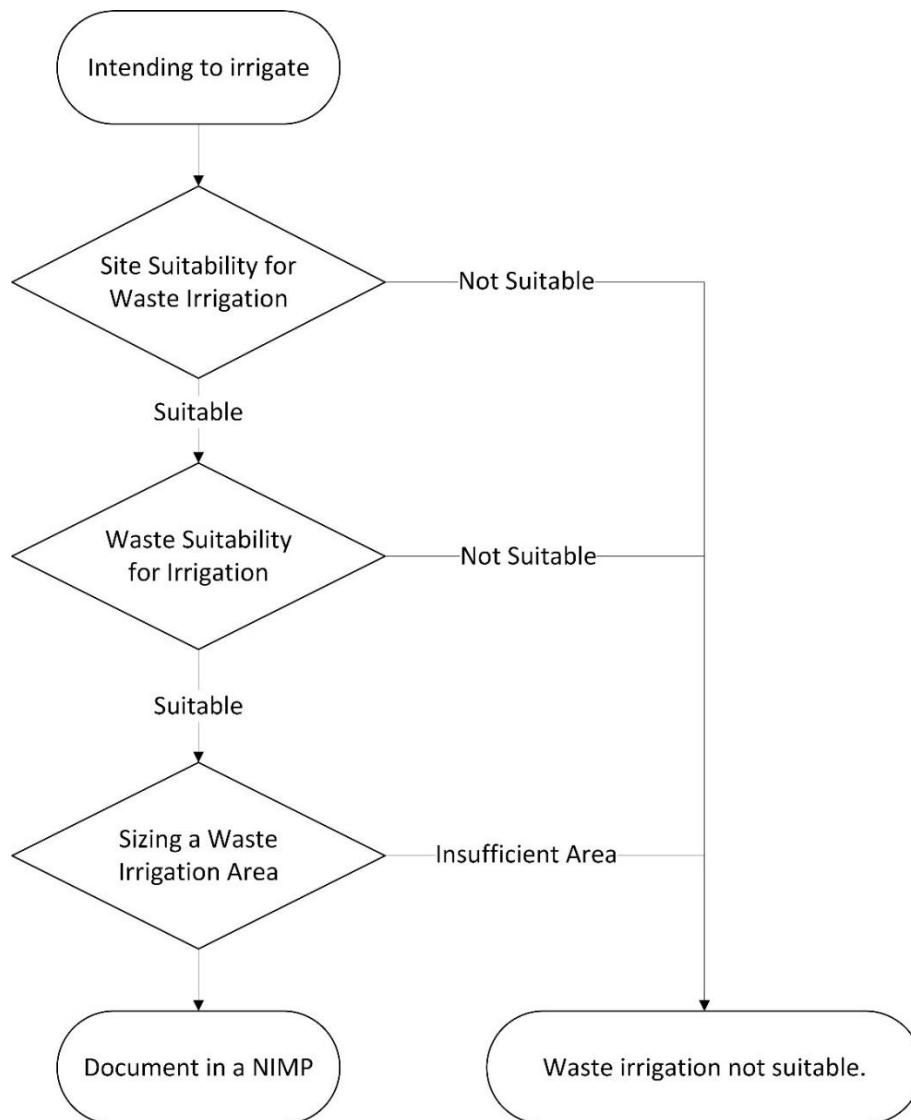 Intending to irrigate
Site Suitability for
Waste Irrigation
Not Suitable
Suitable
Waste Suitability
for Irrigation
Not Suitable
Suitable
Sizing a Waste
Irrigation Area
Insufficient Area
Document in a NIMP
Waste irrigation not suitable.